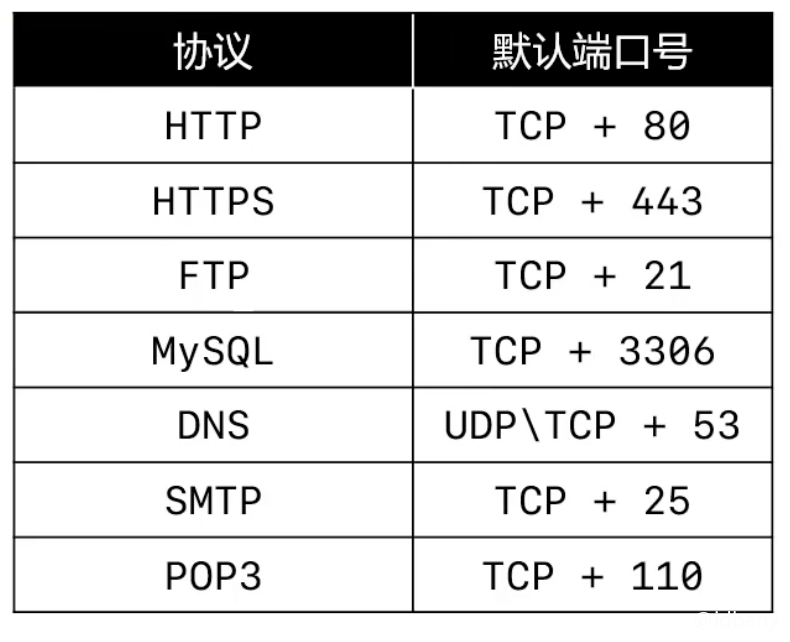 协议 默认端口号
HTTP TCP + 80
HTTPS TCP + 443
FTP TCP + 21
MySQL TCP + 3306
DNS UDP\TCP + 53
SMTP TCP + 25
POP3 TCP + 110